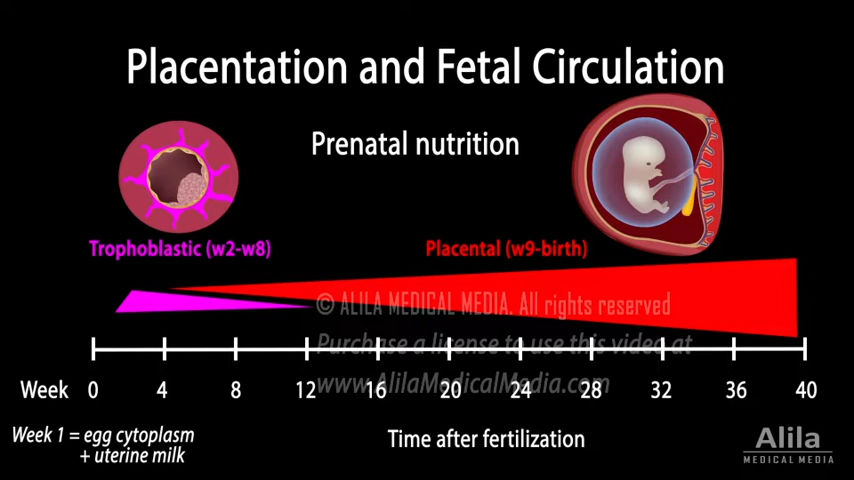 Placentation and Fetal Circulation
Prenatal nutrition
Trophoblastic (w2-w8)
Placental (w9-birth)
© ALILA MEDICAL MEDIA. All rights reserved
Purchase a license to use this video at
www.AlilaMedicalMedia.com
Week 0 4 8 12 16 20 24 28 32 36 40
Week 1 = egg cytoplasm
+ uterine milk
Time after fertilization
Alila
MEDICAL MEDIA